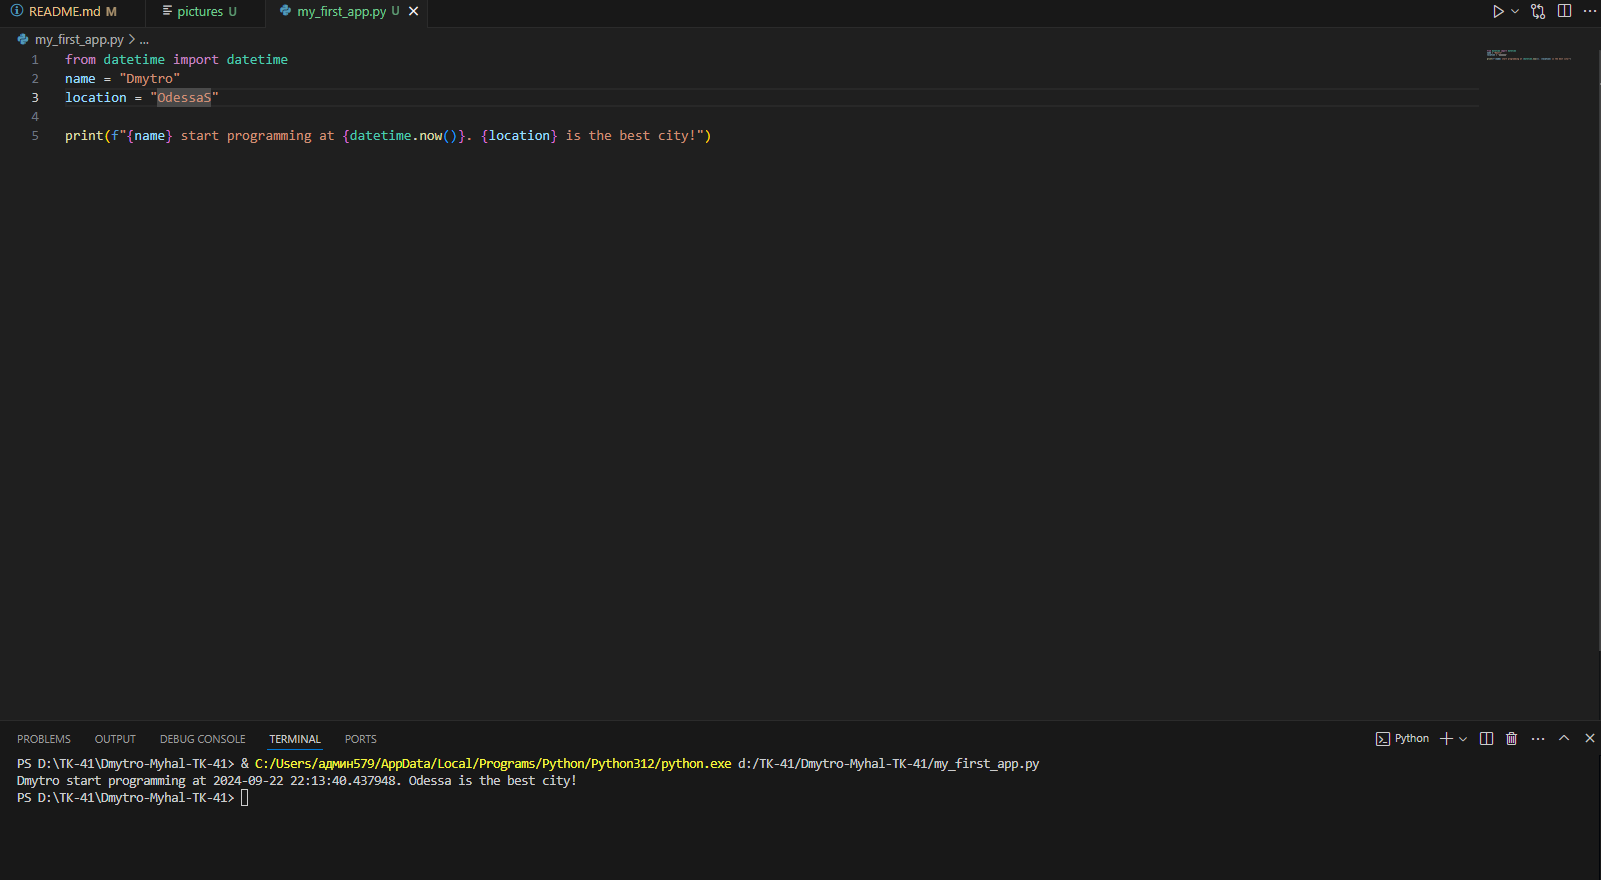 README.md M
pictures U
my_first_app.py U
my_first_app.py > ...
1 from datetime import datetime
2 name = "Dmytro"
3 location = "OdessaS"
4
5 print(f"{name} start programming at {datetime.now()}. {location} is the best city!")
PROBLEMS OUTPUT DEBUG CONSOLE TERMINAL PORTS
Python
PS D:\TK-41\Dmytro-Myhal-TK-41> & C:/Users/админ579/AppData/Local/Programs/Python/Python312/python.exe d:/TK-41/Dmytro-Myhal-TK-41/my_first_app.py
Dmytro start programming at 2024-09-22 22:13:40.437948. Odessa is the best city!
PS D:\TK-41\Dmytro-Myhal-TK-41>